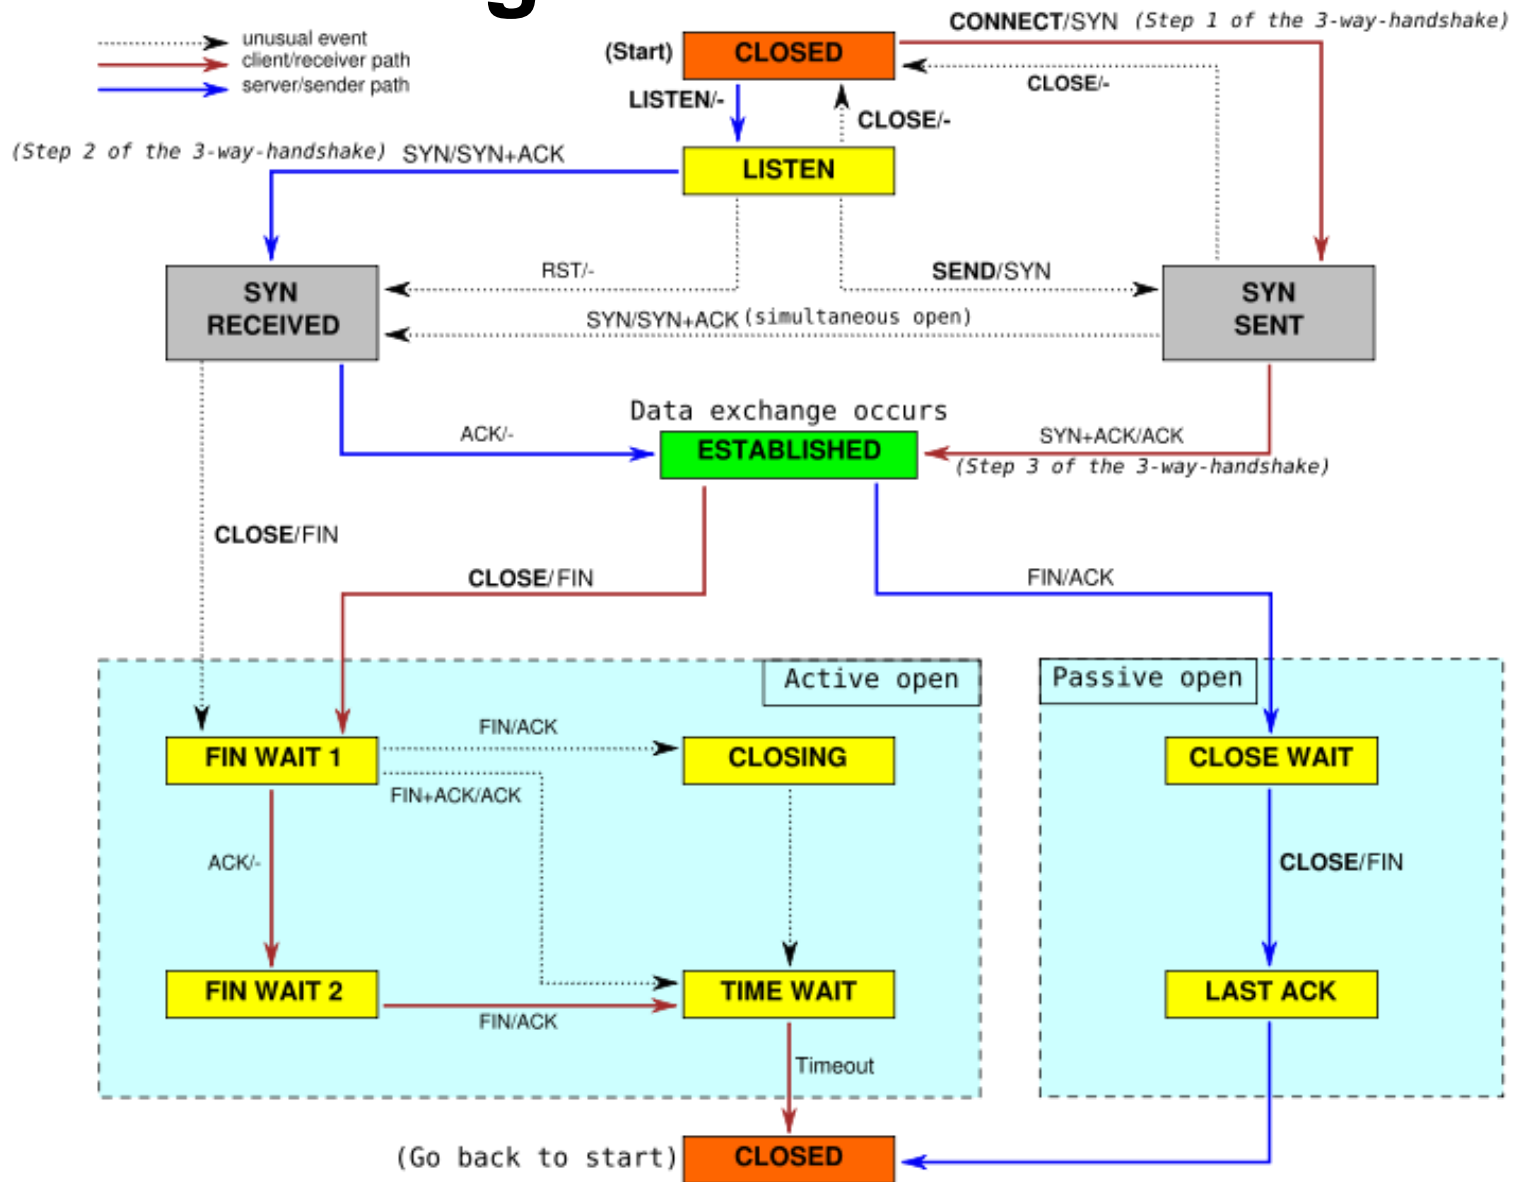 g
CONNECT/SYN (Step 1 of the 3-way-handshake)
unusual event
client/receiver path
server/sender path
(Start)
CLOSED
CLOSE/-
LISTEN/-
CLOSE/-
(Step 2 of the 3-way-handshake) SYN/SYN+ACK
LISTEN
RST/-
SEND/SYN
SYN
RECEIVED
SYN
SENT
SYN/SYN+ACK (simultaneous open)
Data exchange occurs
ACK/-
ESTABLISHED
SYN+ACK/ACK
(Step 3 of the 3-way-handshake)
CLOSE/FIN
CLOSE/FIN
FIN/ACK
Active open
Passive open
FIN WAIT 1
FIN/ACK
CLOSING
CLOSE WAIT
FIN+ACK/ACK
ACK/-
CLOSE/FIN
FIN WAIT 2
TIME WAIT
LAST ACK
FIN/ACK
Timeout
(Go back to start)
CLOSED